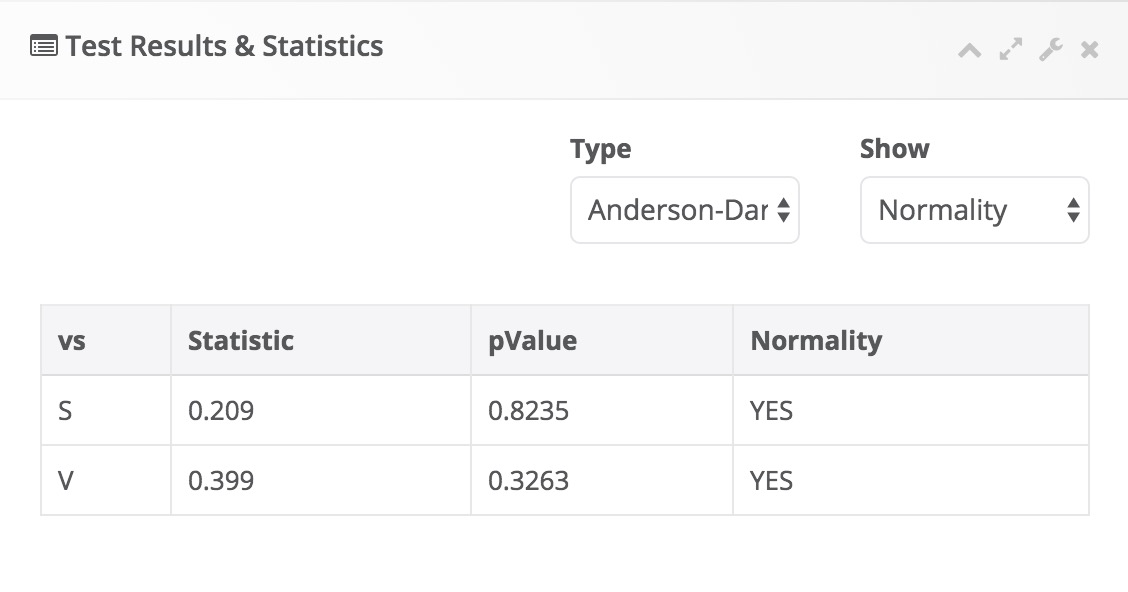 Test Results & Statistics
Type Show
Anderson-Dar Normality
vs Statistic pValue Normality
S 0.209 0.8235 YES
V 0.399 0.3263 YES